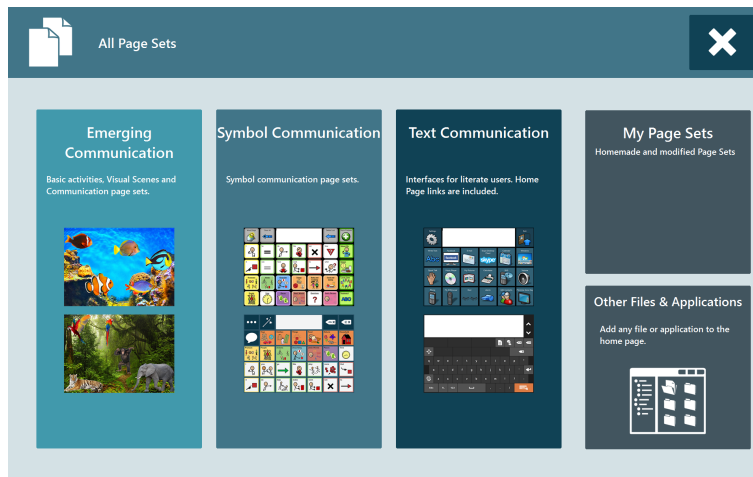 All Page Sets
Emerging
Communication
Basic activities, Visual Scenes and
Communication page sets.
Symbol Communication
Symbol communication page sets.
Text Communication
Interfaces for literate users. Home
Page links are included.
skype
ABC
My Page Sets
Homemade and modified Page Sets
Other Files & Applications
Add any file or application to the
home page.